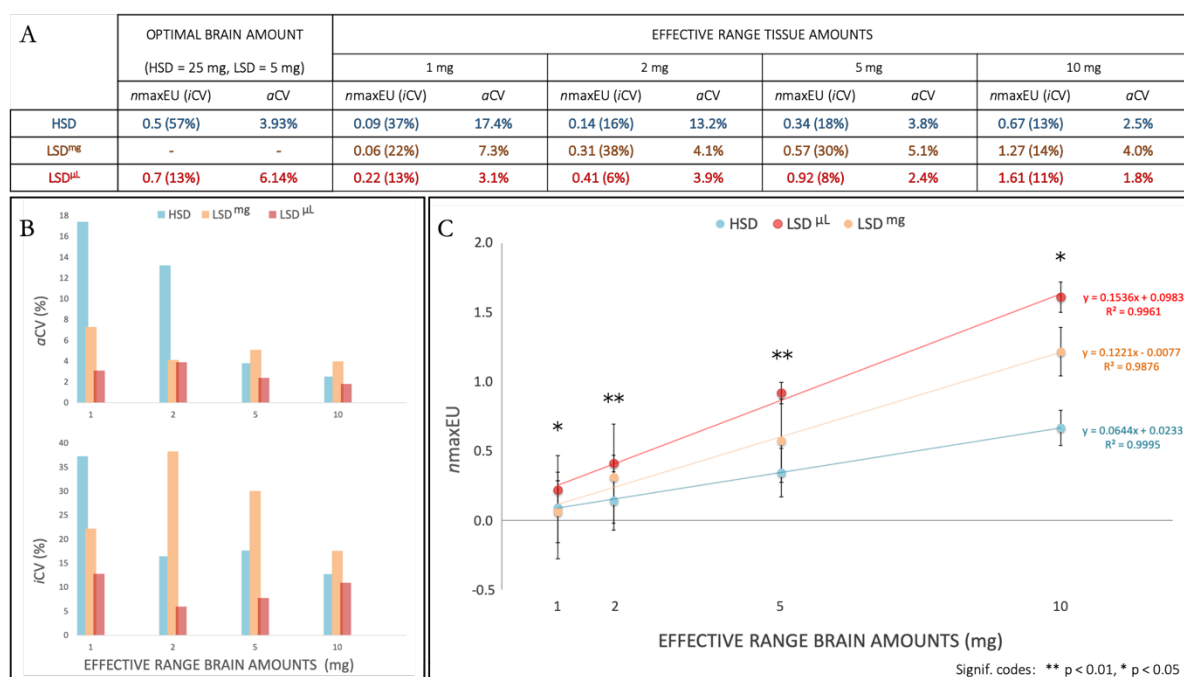 A
OPTIMAL BRAIN AMOUNT
(HSD = 25 mg, LSD = 5 mg)
EFFECTIVE RANGE TISSUE AMOUNTS
1 mg 2 mg 5 mg 10 mg
nmaxEU (iCV) aCV nmaxEU (iCV) aCV nmaxEU (iCV) aCV nmaxEU (iCV) aCV nmaxEU (iCV) aCV
HSD 0.5 (57%) 3.93% 0.09 (37%) 17.4% 0.14 (16%) 13.2% 0.34 (18%) 3.8% 0.67 (13%) 2.5%
LSDmg - - 0.06 (22%) 7.3% 0.31 (38%) 4.1% 0.57 (30%) 5.1% 1.27 (14%) 4.0%
LSDµL 0.7 (13%) 6.14% 0.22 (13%) 3.1% 0.41 (6%) 3.9% 0.92 (8%) 2.4% 1.61 (11%) 1.8%
B
HSD LSD mg LSD µL
aCV (%)
18
16
14
12
10
8
6
4
2
0
1 2 5 10
iCV (%)
40
35
30
25
20
15
10
5
0
1 2 5 10
EFFECTIVE RANGE BRAIN AMOUNTS (mg)
C
HSD LSD µL LSD mg
nmaxEU
2.0
1.5
1.0
0.5
0.0
-0.5
* ** ** *
y = 0.1536x + 0.0983
R² = 0.9961
y = 0.1221x - 0.0077
R² = 0.9876
y = 0.0644x + 0.0233
R² = 0.9995
1 2 5 10
EFFECTIVE RANGE BRAIN AMOUNTS (mg)
Signif. codes: ** p < 0.01, * p < 0.05